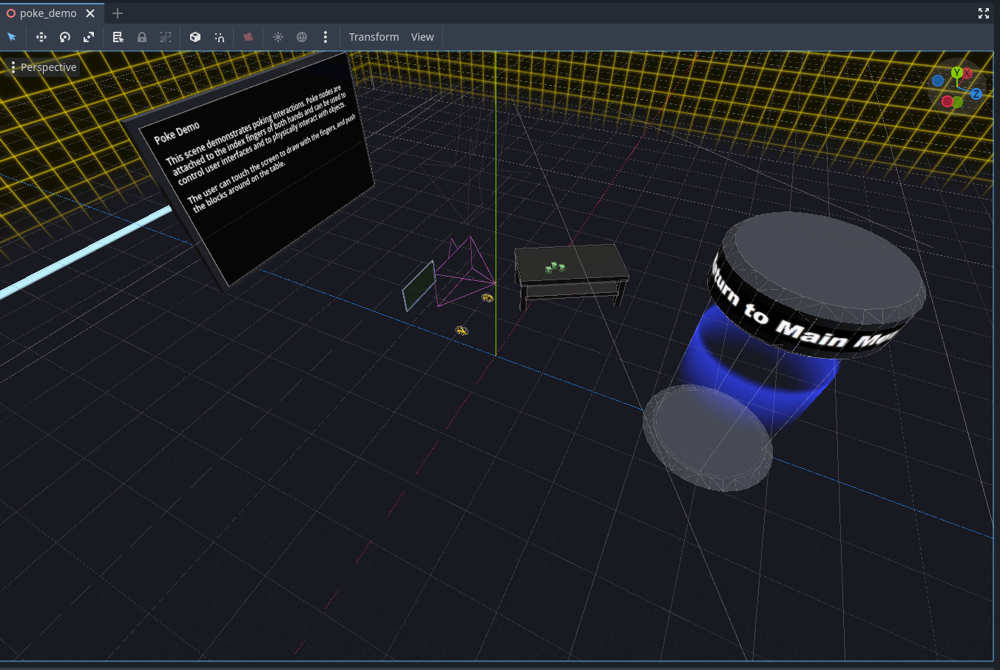 poke_demo
Transform View
Perspective
Y X
Z
Poke Demo
This scene demonstrates poking interactions. Poke nodes are
attached to the index fingers of both hands and can be used to
control user interfaces and to physically interact with objects.
The user can touch the screen to draw with the fingers, and push
the blocks around on the table.
to Main